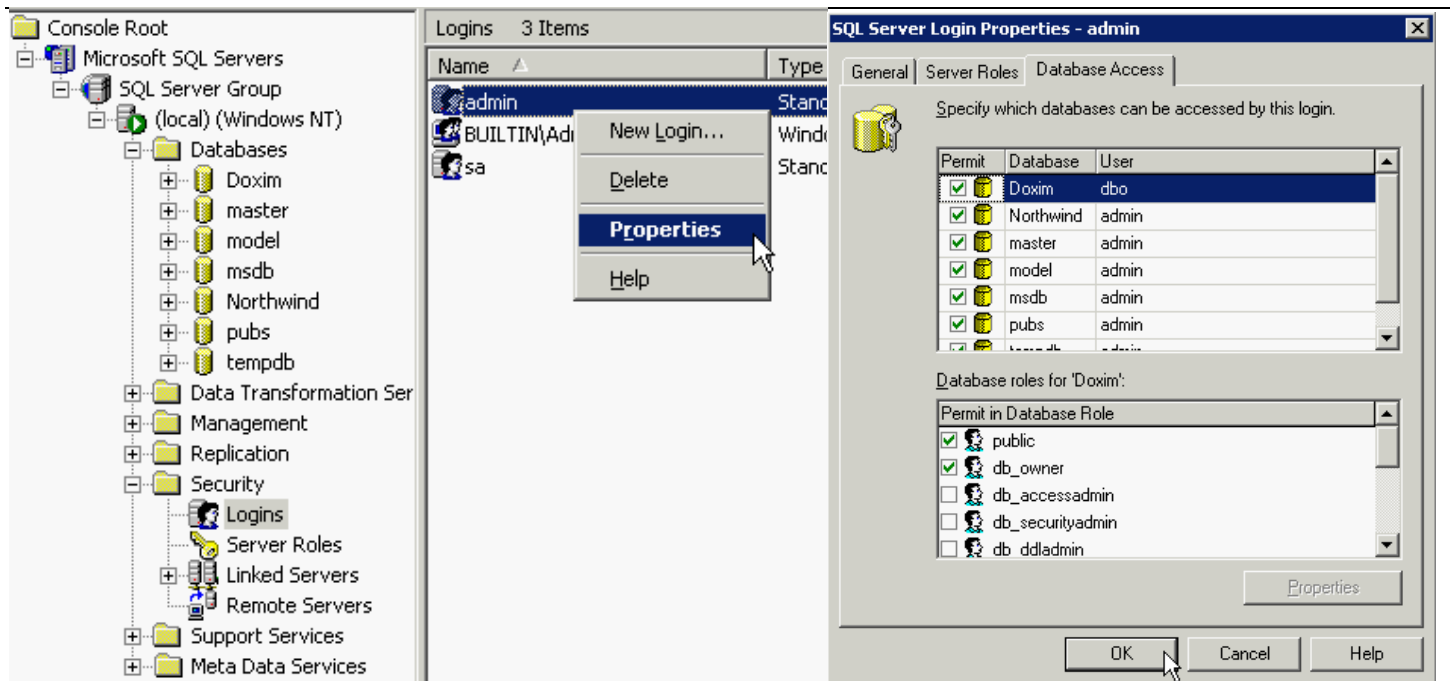 Console Root
Microsoft SQL Servers
SQL Server Group
(local) (Windows NT)
Databases
Doxim
master
model
msdb
Northwind
pubs
tempdb
Data Transformation Ser
Management
Replication
Security
Logins
Server Roles
Linked Servers
Remote Servers
Support Services
Meta Data Services
Logins 3 Items
Name Type
admin Stand
BUILTIN\Ad Windo
sa Stand
New Login...
Delete
Properties
Help
SQL Server Login Properties - admin
General Server Roles Database Access
Specify which databases can be accessed by this login.
Permit Database User
Doxim dbo
Northwind admin
master admin
model admin
msdb admin
pubs admin
Database roles for 'Doxim':
Permit in Database Role
public
db_owner
db_accessadmin
db_securityadmin
db_ddladmin
Properties
OK Cancel Help